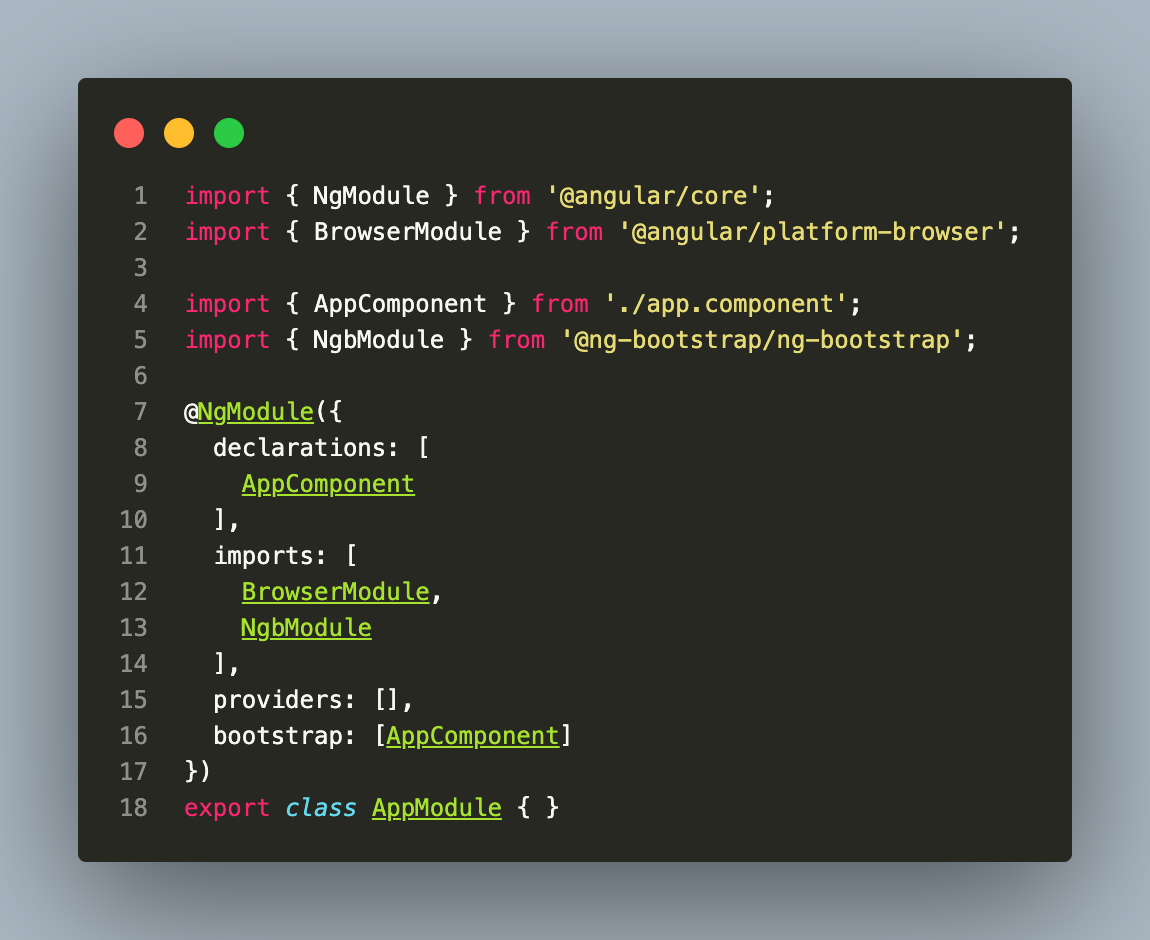 1 import { NgModule } from '@angular/core';
2 import { BrowserModule } from '@angular/platform-browser';
3
4 import { AppComponent } from './app.component';
5 import { NgbModule } from '@ng-bootstrap/ng-bootstrap';
6
7 @NgModule({
8   declarations: [
9     AppComponent
10   ],
11   imports: [
12     BrowserModule,
13     NgbModule
14   ],
15   providers: [],
16   bootstrap: [AppComponent]
17 })
18 export class AppModule { }